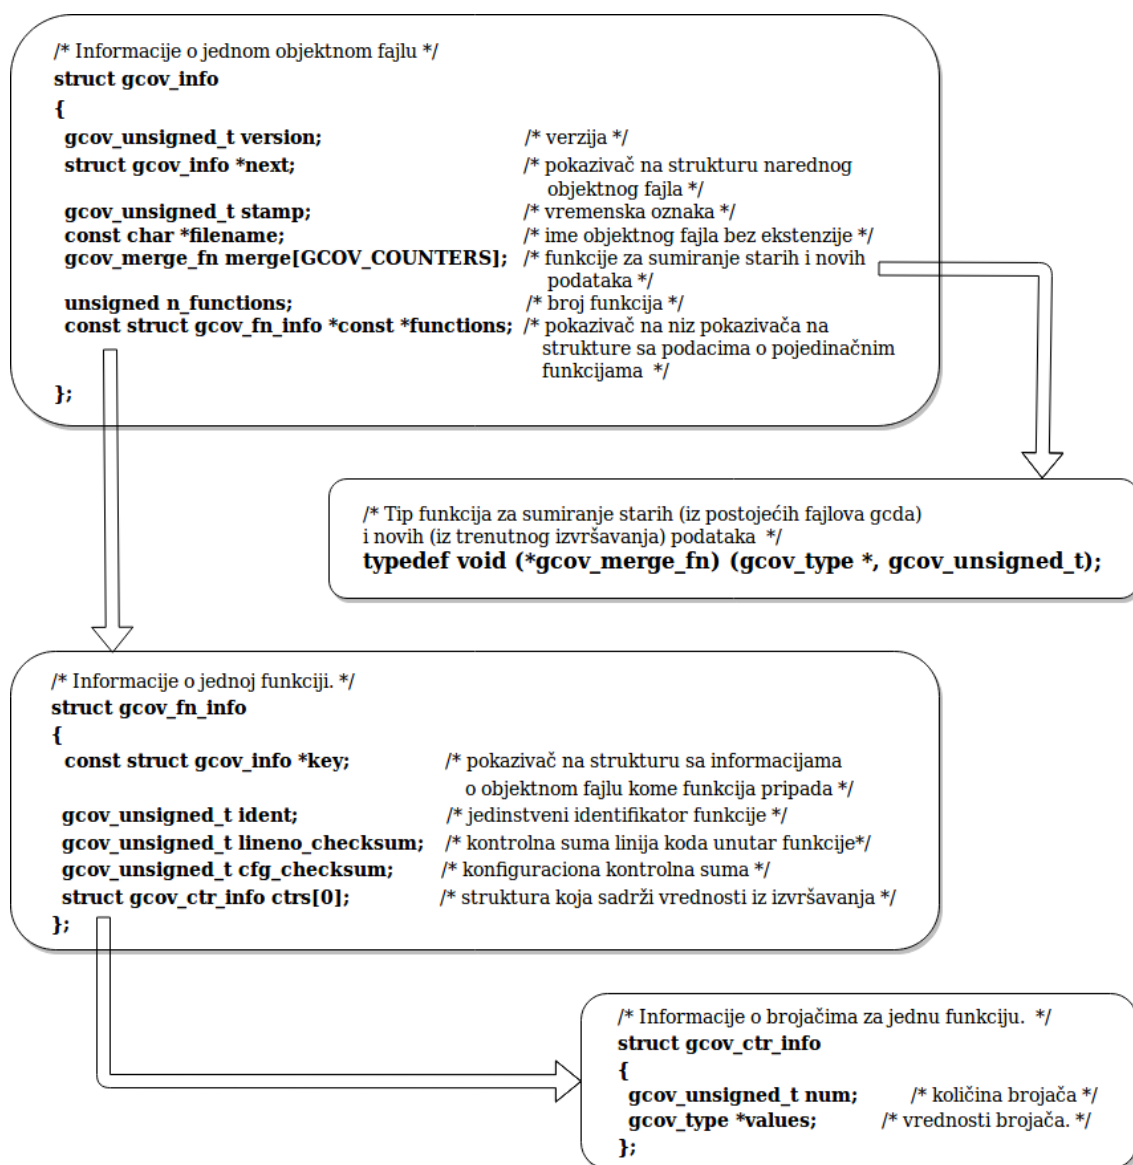 /* Informacije o jednom objektnom fajlu */
struct gcov_info
{
gcov_unsigned_t version; /* verzija */
struct gcov_info *next; /* pokazivač na strukturu narednog
objektnog fajla */
gcov_unsigned_t stamp; /* vremenska oznaka */
const char *filename; /* ime objektnog fajla bez ekstenzije */
gcov_merge_fn merge[GCOV_COUNTERS]; /* funkcije za sumiranje starih i novih
podataka */
unsigned n_functions; /* broj funkcija */
const struct gcov_fn_info *const *functions; /* pokazivač na niz pokazivača na
strukture sa podacima o pojedinačnim
funkcijama */
};
/* Tip funkcija za sumiranje starih (iz postojećih fajlova gcda)
i novih (iz trenutnog izvršavanja) podataka */
typedef void (*gcov_merge_fn) (gcov_type *, gcov_unsigned_t);
/* Informacije o jednoj funkciji. */
struct gcov_fn_info
{
const struct gcov_info *key; /* pokazivač na strukturu sa informacijama
o objektnom fajlu kome funkcija pripada */
gcov_unsigned_t ident; /* jedinstveni identifikator funkcije */
gcov_unsigned_t lineno_checksum; /* kontrolna suma linija koda unutar funkcije*/
gcov_unsigned_t cfg_checksum; /* konfiguraciona kontrolna suma */
struct gcov_ctr_info ctrs[0]; /* struktura koja sadrži vrednosti iz izvršavanja */
};
/* Informacije o brojačima za jednu funkciju. */
struct gcov_ctr_info
{
gcov_unsigned_t num; /* količina brojača */
gcov_type *values; /* vrednosti brojača. */
};